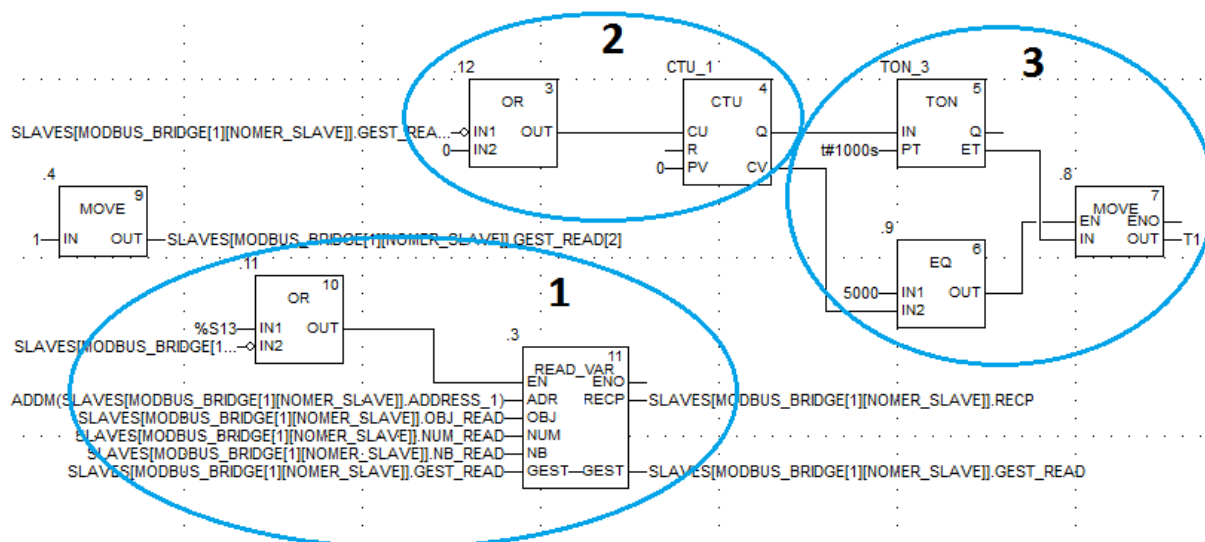 2
3
.12
CTU_1
TON_3
OR
3
CTU
4
TON
5
SLAVES[MODBUS_BRIDGE[1][NOMER_SLAVE]].GEST_REA...
IN1
OUT
CU
Q
IN
Q
0
IN2
R
t#1000s
PT
ET
0
PV
CV
.4
.8
MOVE
9
MOVE
7
.9
EN
ENO
EQ
6
IN
OUT
T1
1
IN
OUT
SLAVES[MODBUS_BRIDGE[1][NOMER_SLAVE]].GEST_READ[2]
.11
1
OR
10
5000
IN1
OUT
IN2
%S13
IN1
OUT
SLAVES[MODBUS_BRIDGE[1...
IN2
.3
READ_VAR
11
EN
ENO
ADDM(SLAVES[MODBUS_BRIDGE[1][NOMER_SLAVE]].ADDRESS_1)
ADR
RECP
SLAVES[MODBUS_BRIDGE[1][NOMER_SLAVE]].RECP
SLAVES[MODBUS_BRIDGE[1][NOMER_SLAVE]].OBJ_READ
OBJ
SLAVES[MODBUS_BRIDGE[1][NOMER_SLAVE]].NUM_READ
NUM
SLAVES[MODBUS_BRIDGE[1][NOMER_SLAVE]].NB_READ
NB
SLAVES[MODBUS_BRIDGE[1][NOMER_SLAVE]].GEST_READ
GEST
GEST
SLAVES[MODBUS_BRIDGE[1][NOMER_SLAVE]].GEST_READ